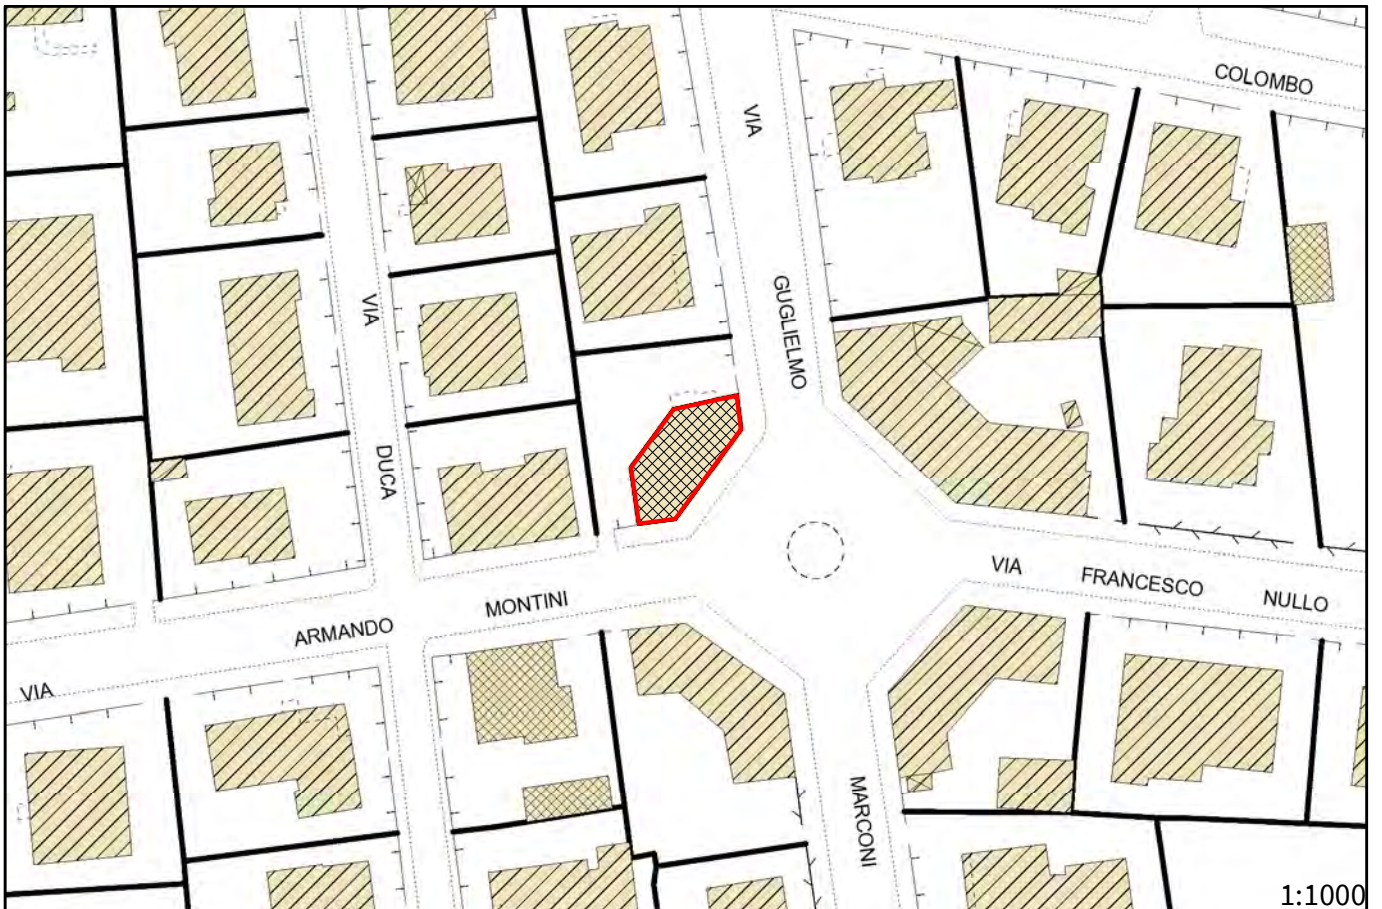 COLOMBO
VIA
GUGLIELMO
VIA
DUCA
VIA FRANCESCO NULLO
VIA ARMANDO MONTINI
MARCONI
1:1000